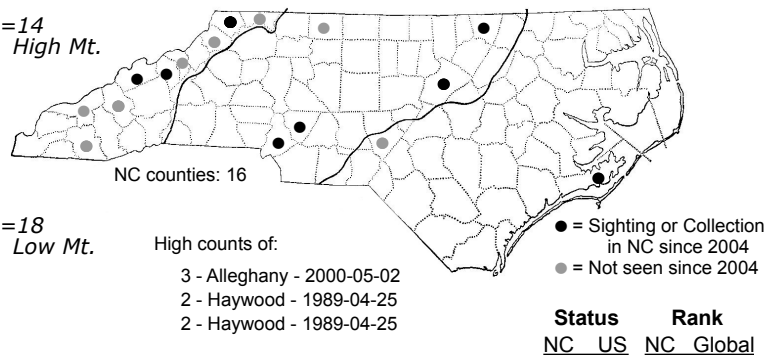 =14
High Mt.
NC counties: 16
=18
Low Mt.
High counts of:
3 - Alleghany - 2000-05-02
2 - Haywood - 1989-04-25
2 - Haywood - 1989-04-25
= Sighting or Collection
in NC since 2004
= Not seen since 2004
Status Rank
NC US NC Global